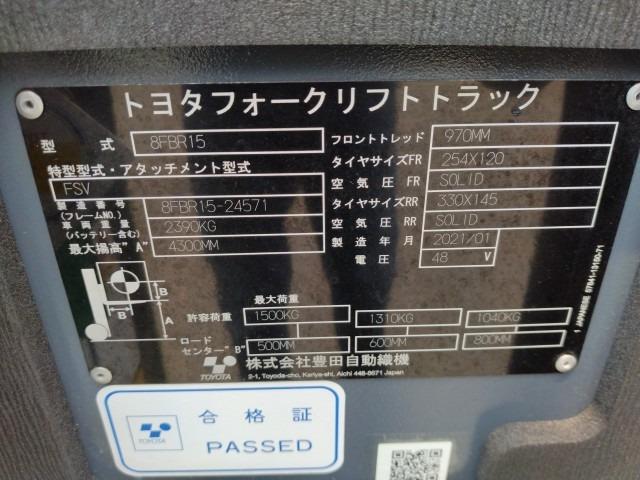 トヨタフォークリフトトラック
型式 8FBR15
特型型式・アタッチメント型式
FSV
製造番号(フレームNO.) 8FBR15-24571
車両重量(バッテリー含む) 2390KG
最大揚高"A" 4300MM
フロントトレッド 970MM
タイヤサイズFR 254X120
空気圧 FR SOLID
タイヤサイズRR 330X145
空気圧 RR SOLID
製造年月 2021/01
電圧 48 V
B
B
A
最大荷重
許容荷重 1500KG 1310KG 1040KG
ロードセンター"B" 500MM 600MM 800MM
TOYOTA
株式会社豊田自動織機
2-1, Toyoda-cho, Kariya-shi, Aichi 448-8671 Japan
合格証
TOYOTA PASSED